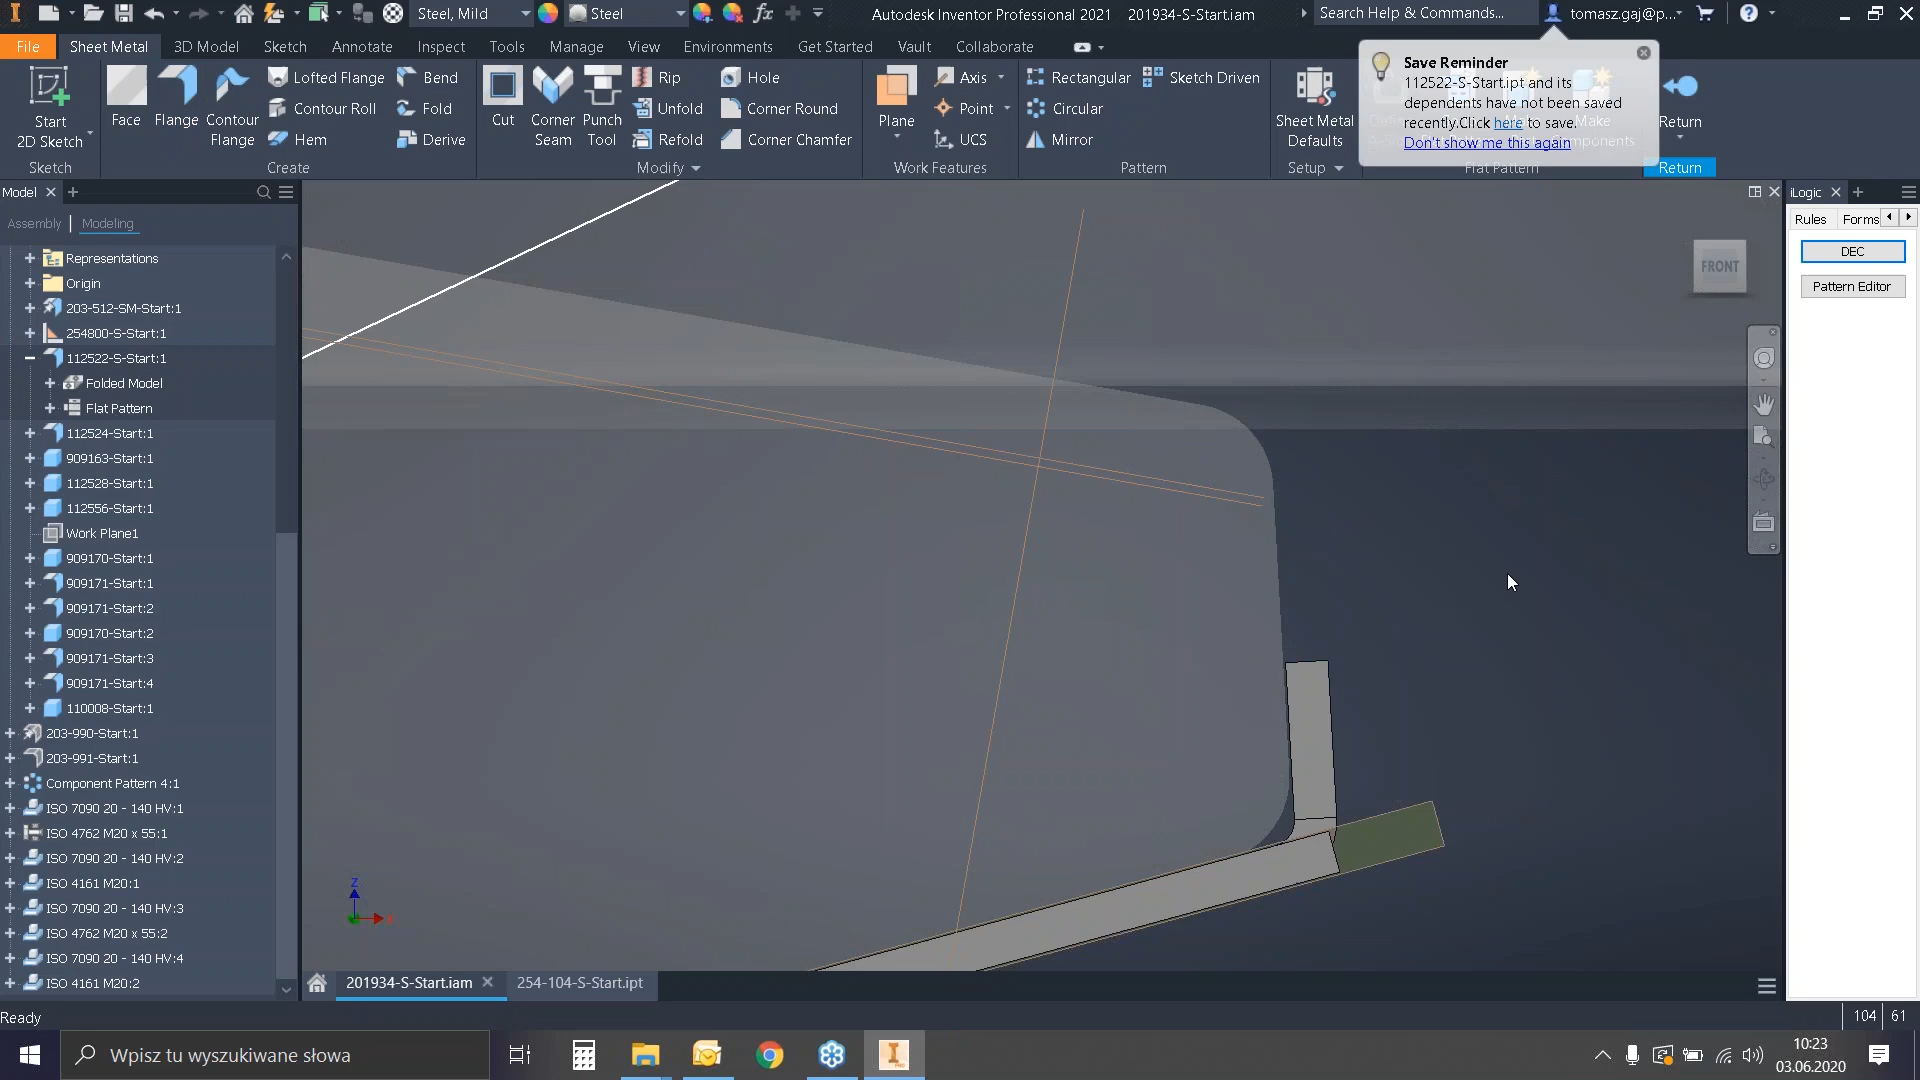 Steel, Mild
Steel
Autodesk Inventor Professional 2021 201934-S-Start.iam
Search Help & Commands...
tomasz.gaj@p...
File
Sheet Metal
3D Model
Sketch
Annotate
Inspect
Tools
Manage
View
Environments
Get Started
Vault
Collaborate
Start
2D Sketch
Sketch
Face
Flange
Contour
Flange
Lofted Flange
Contour Roll
Hem
Bend
Fold
Derive
Create
Cut
Corner
Seam
Punch
Tool
Rip
Unfold
Refold
Hole
Corner Round
Corner Chamfer
Modify
Plane
Axis
Point
UCS
Work Features
Rectangular
Sketch Driven
Circular
Mirror
Pattern
Sheet Metal
Defaults
Setup
Save Reminder
112522-S-Start.ipt and its
dependents have not been saved
recently.Click here to save.
Don't show me this again
Flat Pattern
Return
Return
Model
Assembly
Modeling
Representations
Origin
203-512-SM-Start:1
254800-S-Start:1
112522-S-Start:1
Folded Model
Flat Pattern
112524-Start:1
909163-Start:1
112528-Start:1
112556-Start:1
Work Plane1
909170-Start:1
909171-Start:1
909171-Start:2
909170-Start:2
909171-Start:3
909171-Start:4
110008-Start:1
203-990-Start:1
203-991-Start:1
Component Pattern 4:1
ISO 7090 20 - 140 HV:1
ISO 4762 M20 x 55:1
ISO 7090 20 - 140 HV:2
ISO 4161 M20:1
ISO 7090 20 - 140 HV:3
ISO 4762 M20 x 55:2
ISO 7090 20 - 140 HV:4
ISO 4161 M20:2
FRONT
Z
iLogic
Rules
Forms
DEC
Pattern Editor
201934-S-Start.iam
254-104-S-Start.ipt
Ready
104
61
Wpisz tu wyszukiwane słowa
10:23
03.06.2020